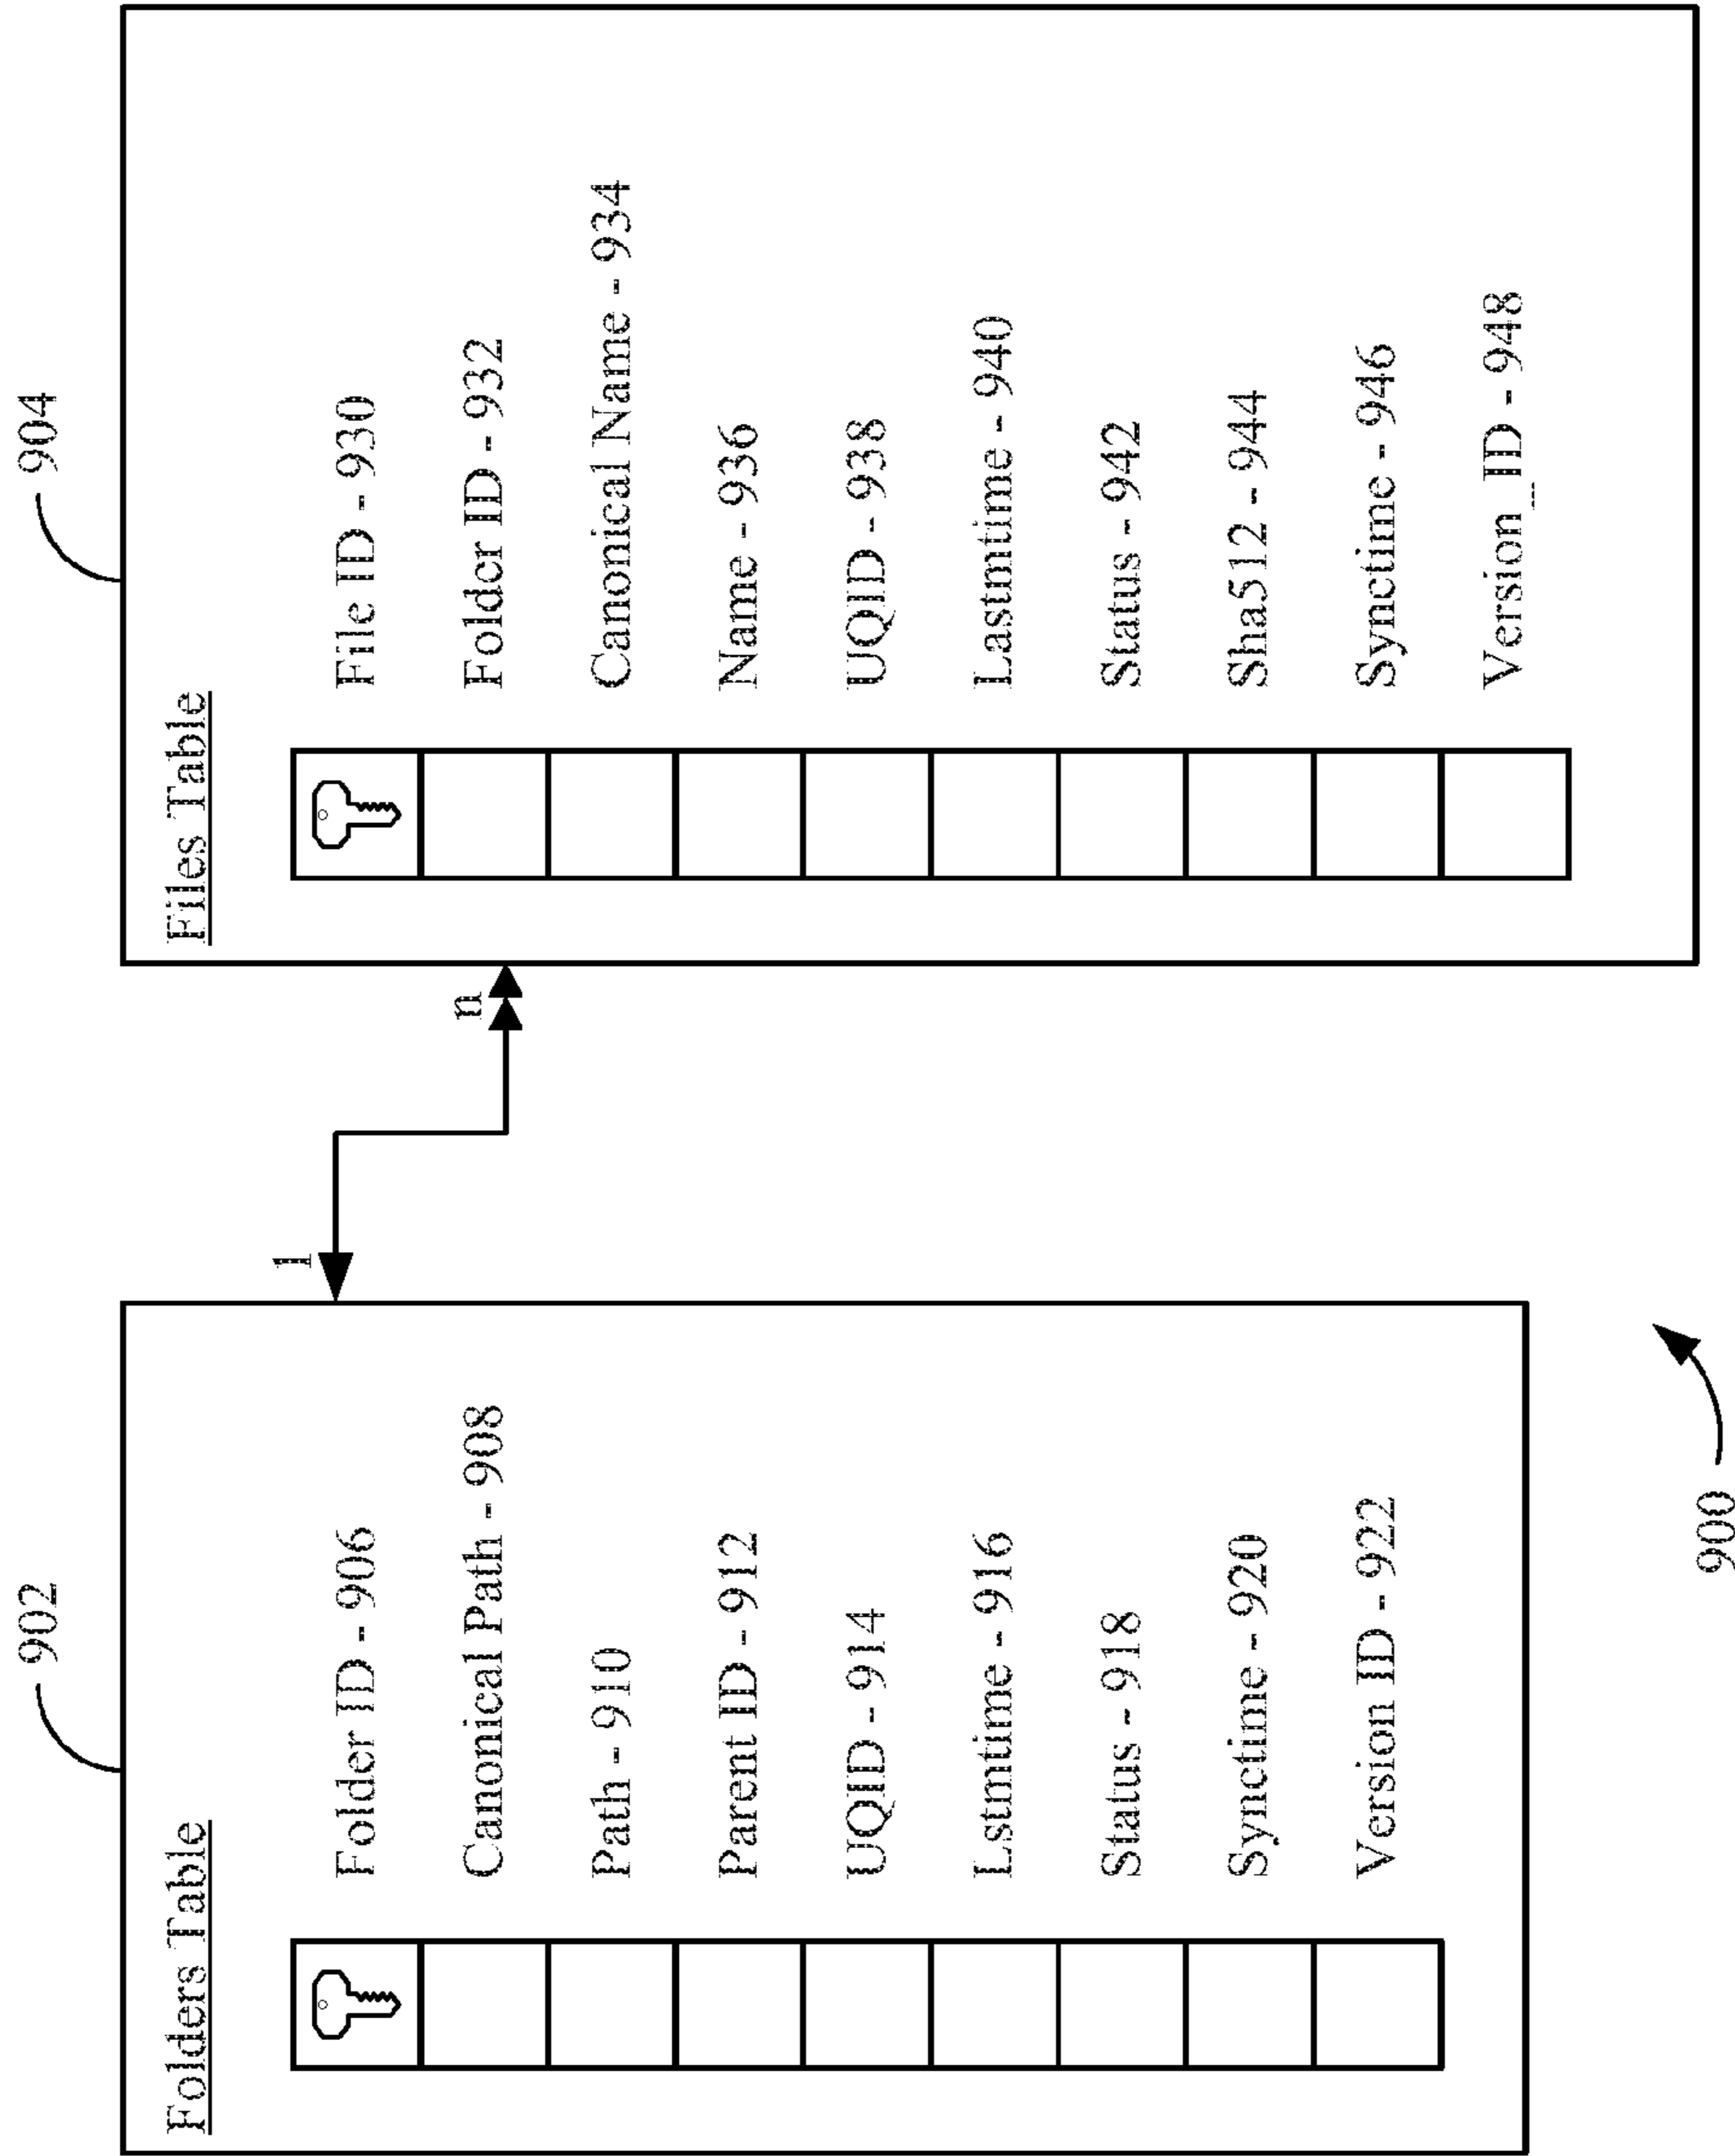 902
Folders Table
Folder ID - 906
Canonical Path - 908
Path - 910
Parent ID - 912
UQID - 914
Lstmtime - 916
Status - 918
Synctime - 920
Version ID - 922
1
n
904
Files Table
File ID - 930
Folder ID - 932
Canonical Name - 934
Name - 936
UQID - 938
Lastmtime - 940
Status - 942
Sha512 - 944
Synctime - 946
Version_ID - 948
900